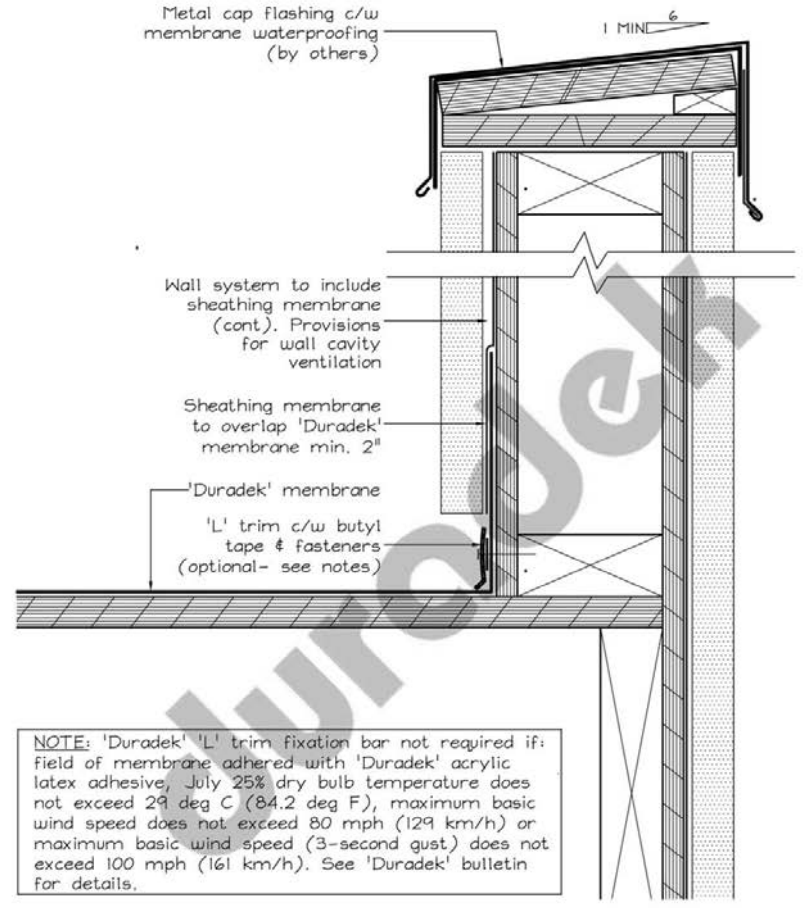 Metal cap flashing c/w
membrane waterproofing
(by others)
6
1 MIN
Wall system to include
sheathing membrane
(cont). Provisions
for wall cavity
ventilation
Sheathing membrane
to overlap 'Duradek'
membrane min. 2"
'Duradek' membrane
'L' trim c/w butyl
tape & fasteners
(optional- see notes)
duradek
NOTE: 'Duradek' 'L' trim fixation bar not required if:
field of membrane adhered with 'Duradek' acrylic
latex adhesive, July 25% dry bulb temperature does
not exceed 29 deg C (84.2 deg F), maximum basic
wind speed does not exceed 80 mph (129 km/h) or
maximum basic wind speed (3-second gust) does not
exceed 100 mph (161 km/h). See 'Duradek' bulletin
for details.